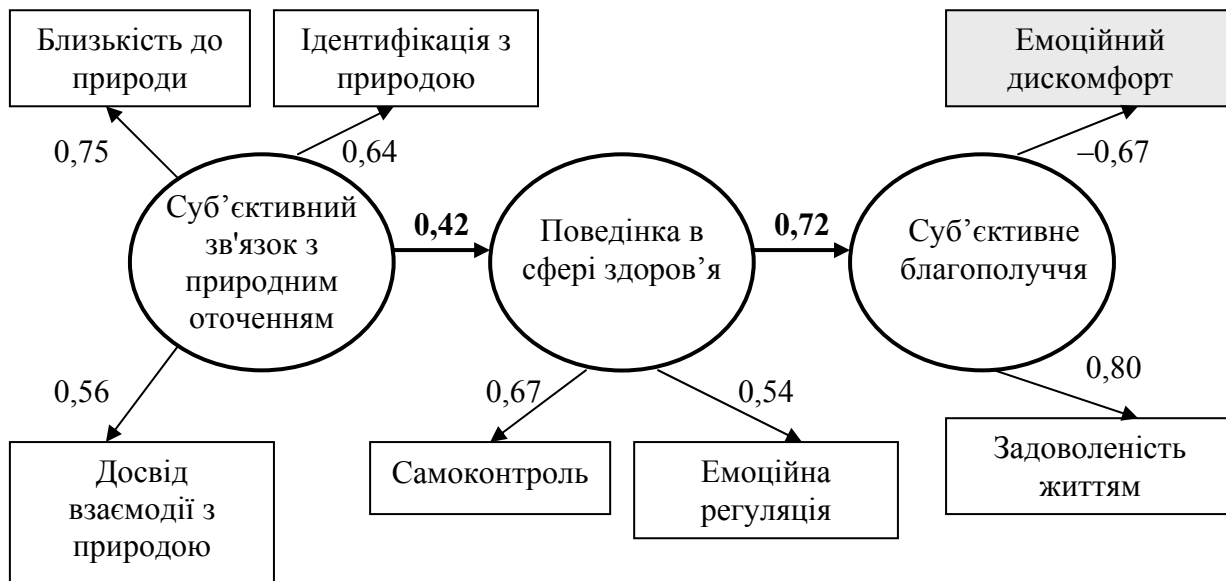 Близькість до
природи
Ідентифікація з
природою
Емоційний
дискомфорт
0,75
0,64
–0,67
Суб’єктивний
зв'язок з
природним
оточенням
0,42
Поведінка в
сфері здоров’я
0,72
Суб’єктивне
благополуччя
0,56
0,67
0,54
0,80
Досвід
взаємодії з
природою
Самоконтроль
Емоційна
регуляція
Задоволеність
життям